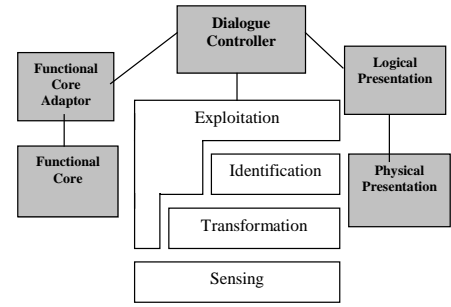 Dialogue
Controller
Functional
Core
Adaptor
Logical
Presentation
Exploitation
Functional
Core
Identification
Physical
Presentation
Transformation
Sensing